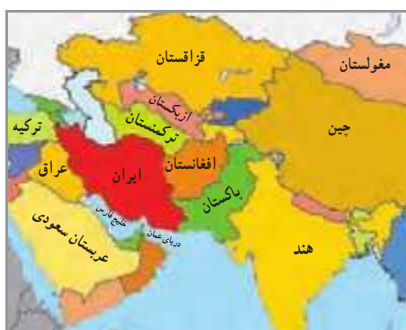 قزاقستان
مغولستان
ازبکستان
ترکیه
ترکمنستان
چین
افغانستان
عراق
ایران
پاکستان
خلیج فارس
دریای عمان
عربستان سعودی
هند